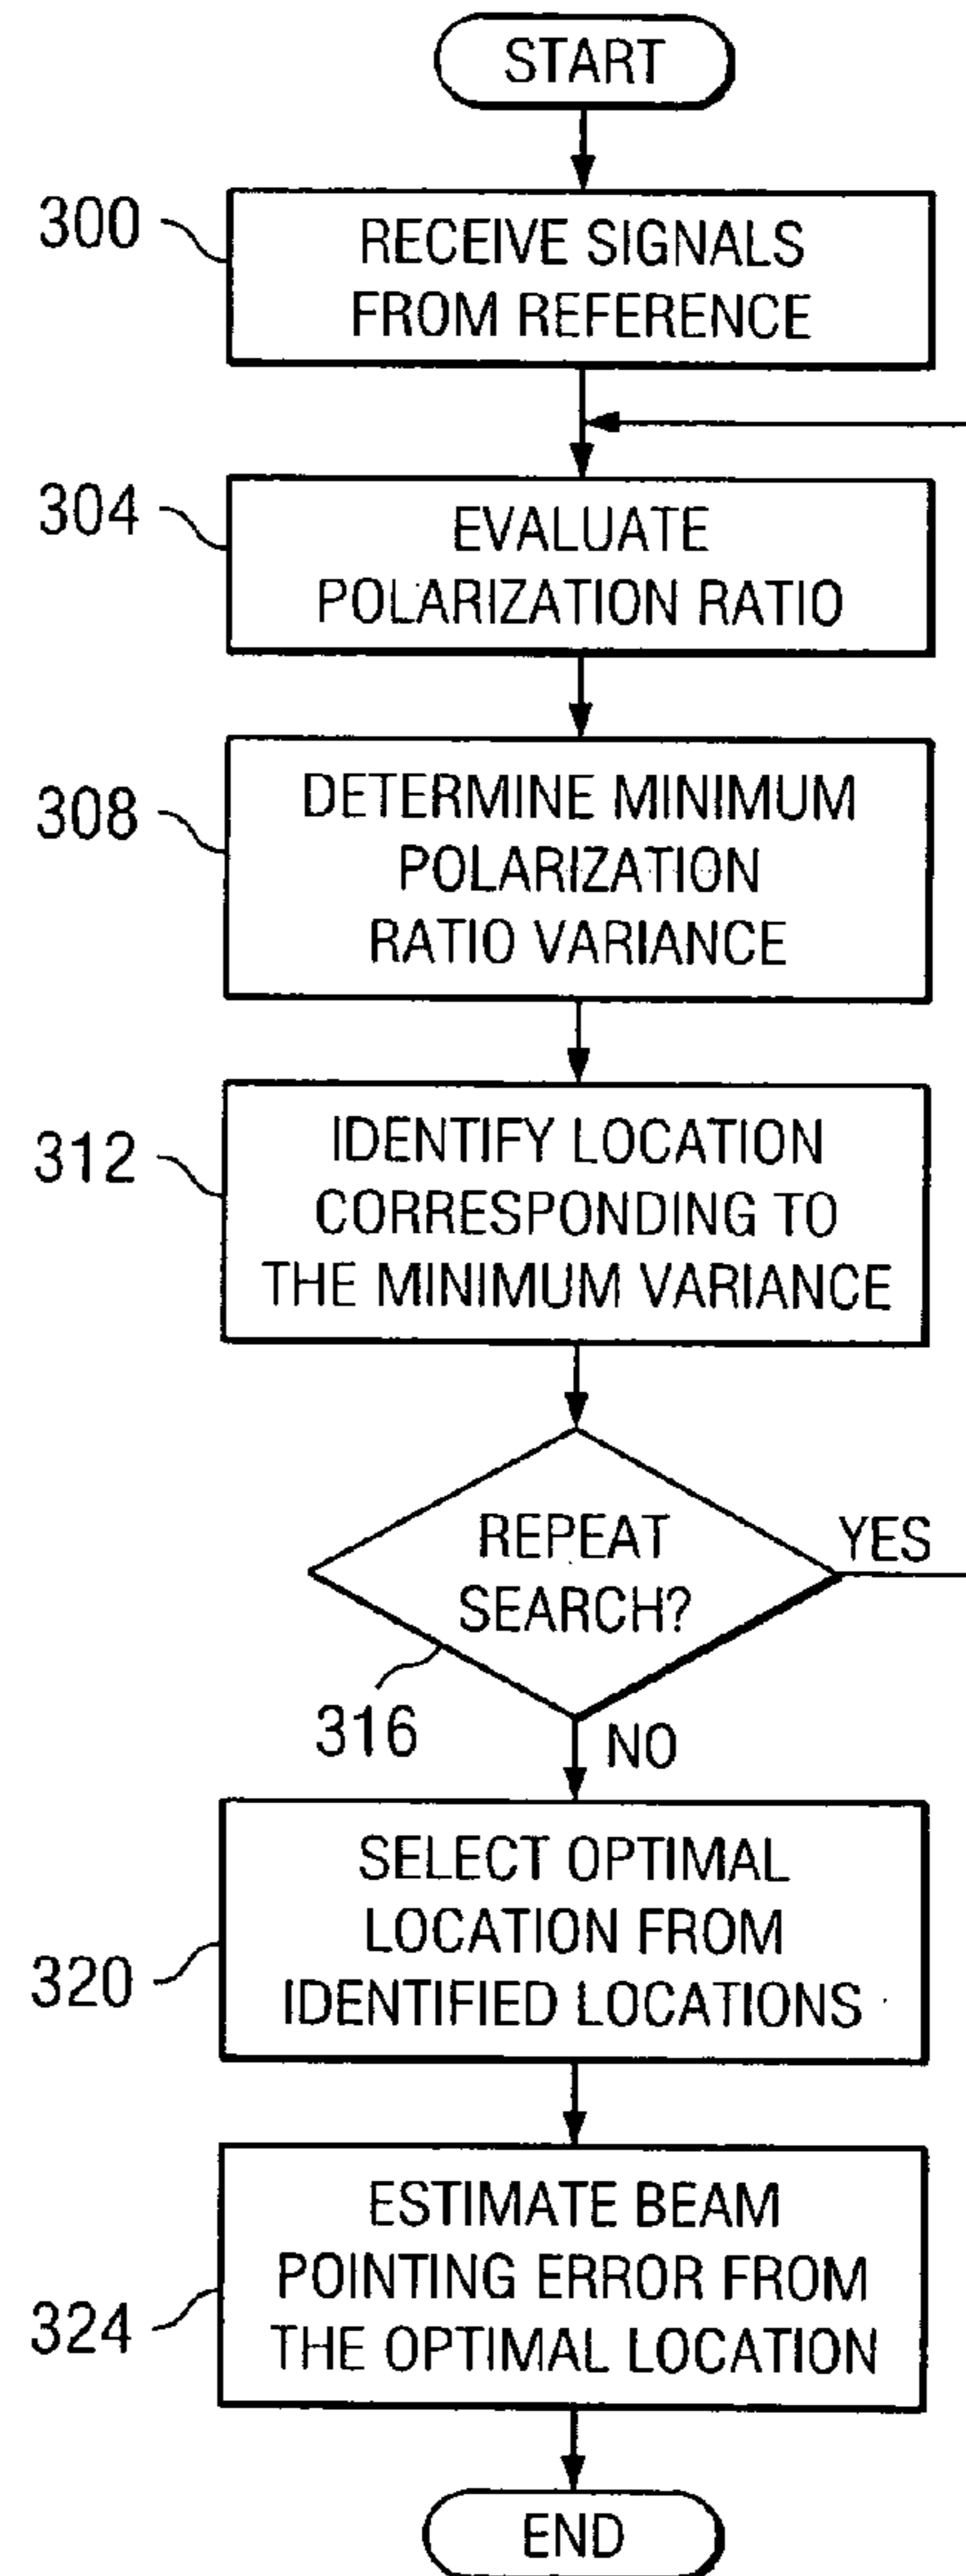 START
300
RECEIVE SIGNALS
FROM REFERENCE
304
EVALUATE
POLARIZATION RATIO
308
DETERMINE MINIMUM
POLARIZATION
RATIO VARIANCE
312
IDENTIFY LOCATION
CORRESPONDING TO
THE MINIMUM VARIANCE
REPEAT
SEARCH?
YES
316
NO
320
SELECT OPTIMAL
LOCATION FROM
IDENTIFIED LOCATIONS
324
ESTIMATE BEAM
POINTING ERROR FROM
THE OPTIMAL LOCATION
END